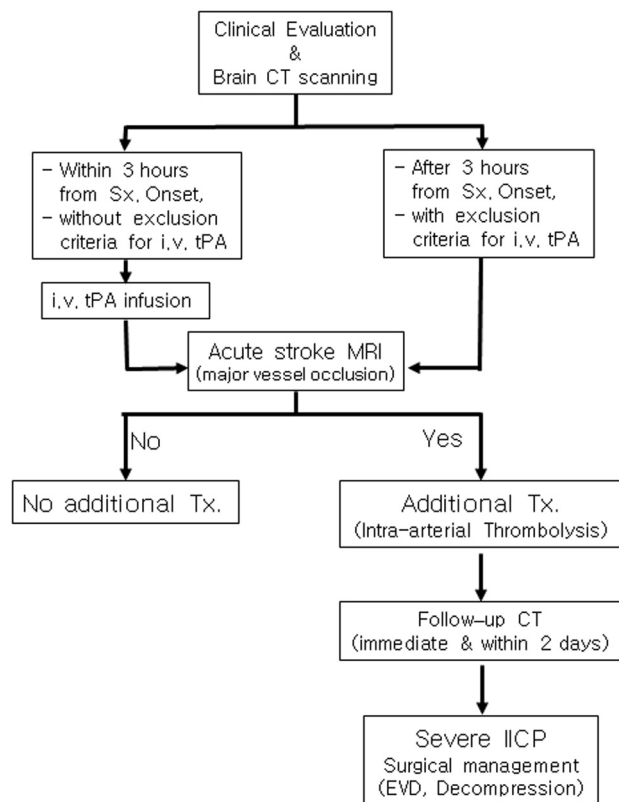 Clinical Evaluation
&
Brain CT scanning
- Within 3 hours
from Sx. Onset,
- without exclusion
criteria for i.v. tPA
- After 3 hours
from Sx. Onset,
- with exclusion
criteria for i.v. tPA
i.v. tPA infusion
Acute stroke MRI
(major vessel occlusion)
No
Yes
No additional Tx.
Additional Tx.
(Intra-arterial Thrombolysis)
Follow-up CT
(immediate & within 2 days)
Severe IICP
Surgical management
(EVD, Decompression)